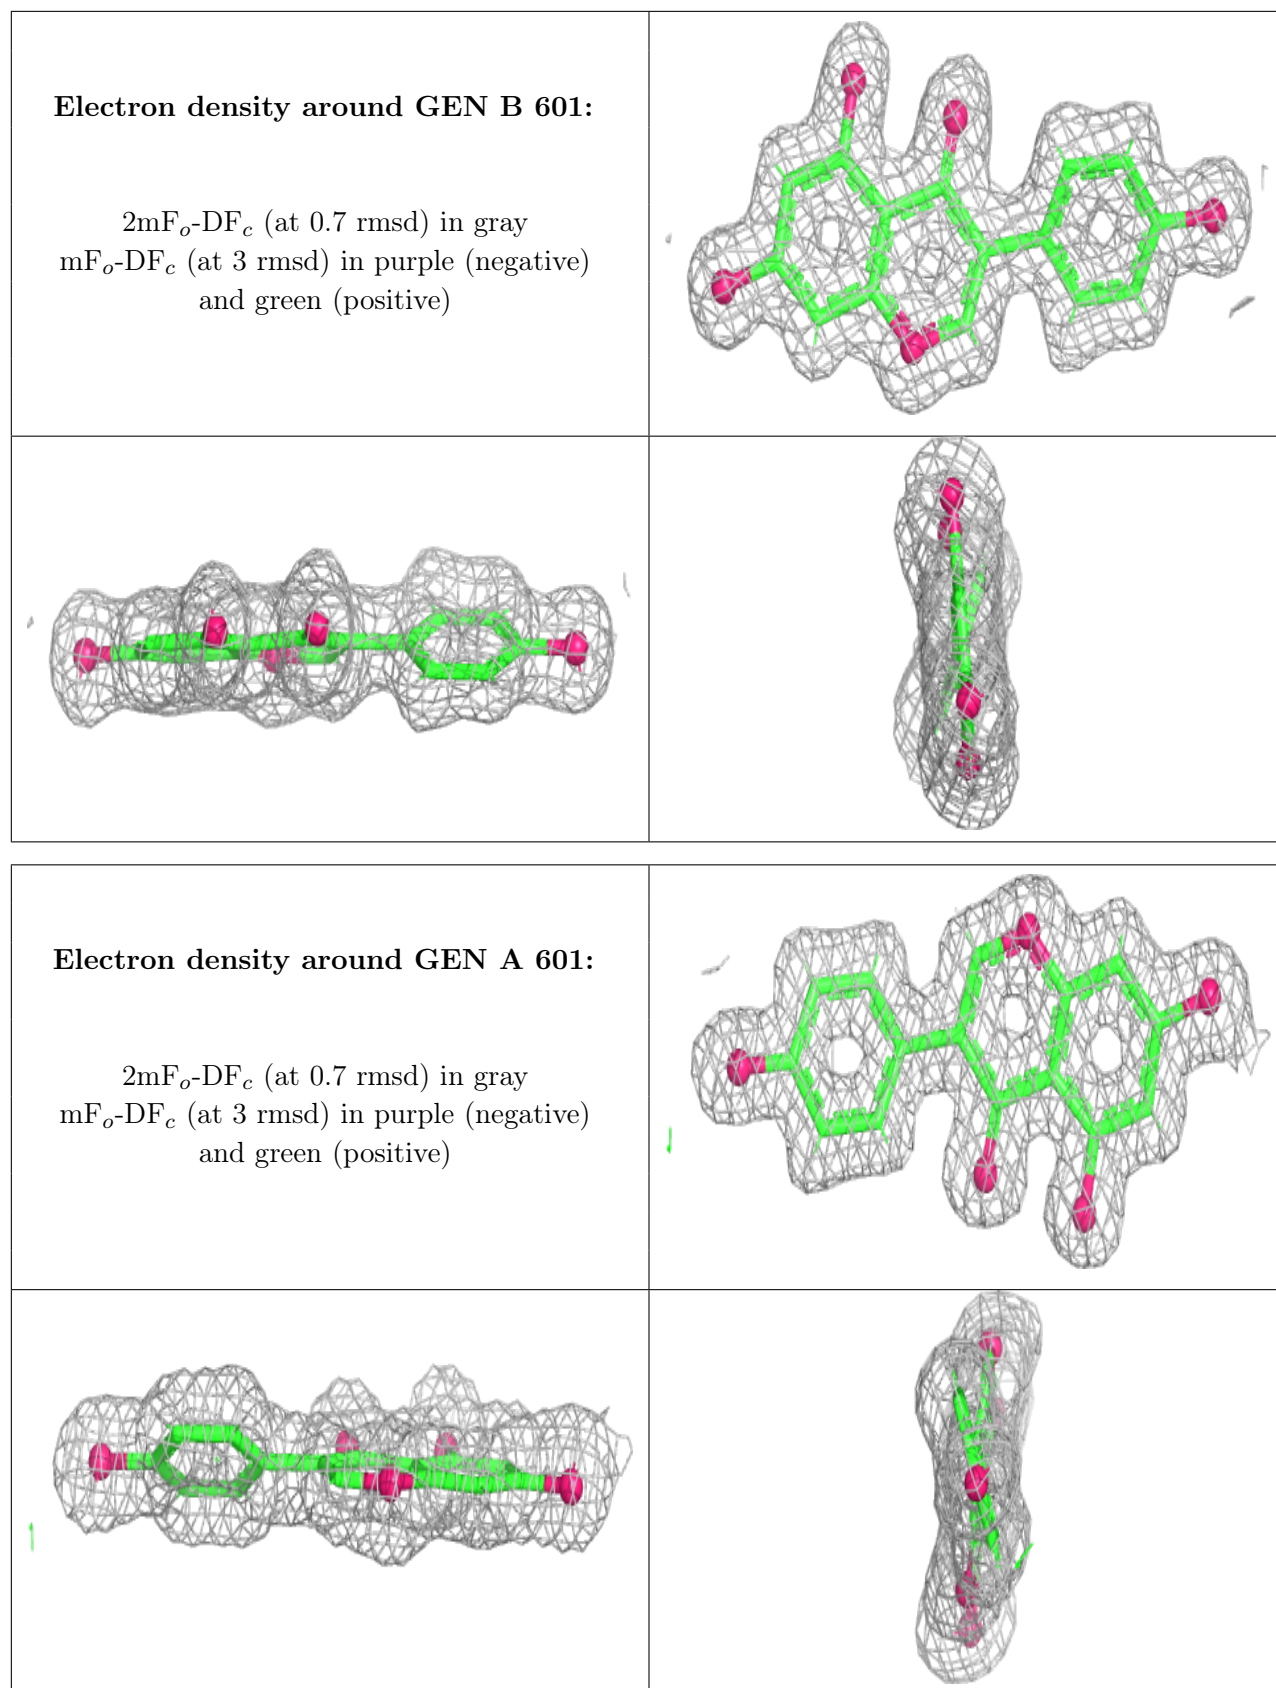 Electron density around GEN B 601:
2mFₒ-DF𝒸 (at 0.7 rmsd) in gray
mFₒ-DF𝒸 (at 3 rmsd) in purple (negative)
and green (positive)
Electron density around GEN A 601:
2mFₒ-DF𝒸 (at 0.7 rmsd) in gray
mFₒ-DF𝒸 (at 3 rmsd) in purple (negative)
and green (positive)